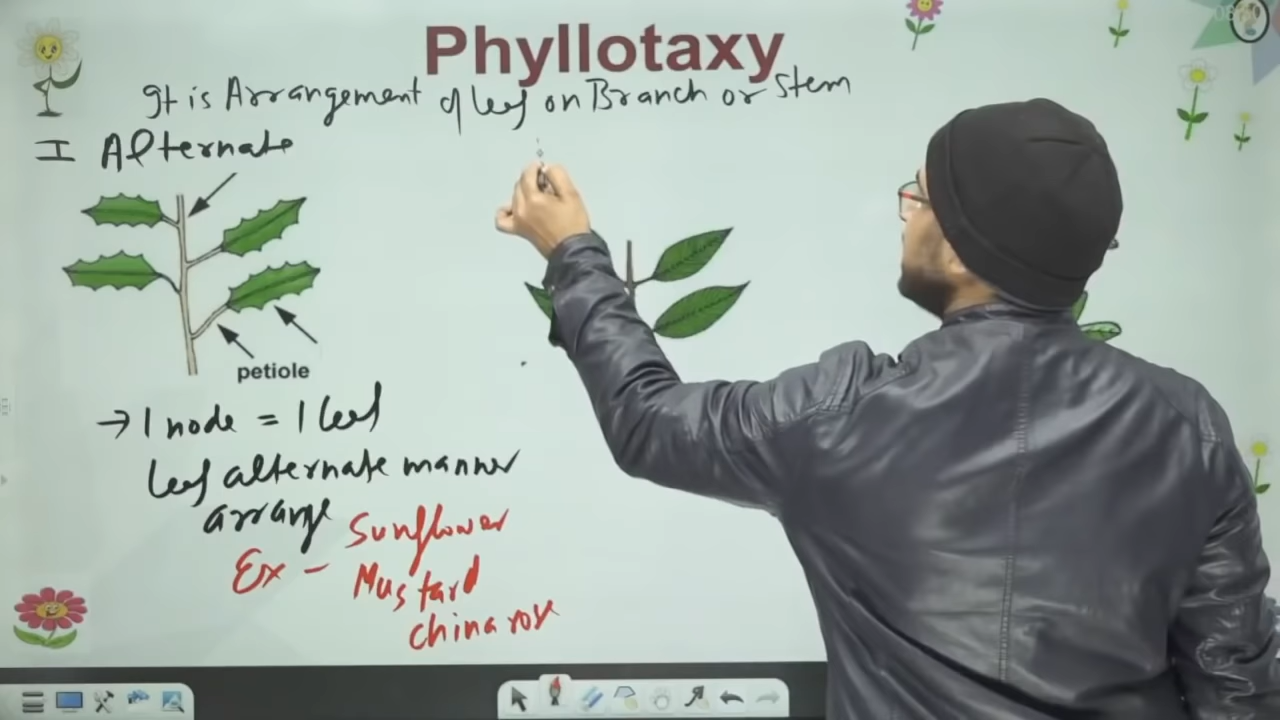 Phyllotaxy
It is Arrangement of leaf on Branch or Stem
I Alternate
petiole
→ 1 node = 1 leaf
leaf alternate manner
arrange
Ex - Sunflower
Mustard
China rose